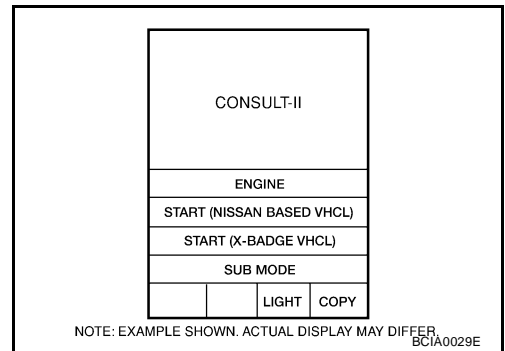 CONSULT-II
ENGINE
START (NISSAN BASED VHCL)
START (X-BADGE VHCL)
SUB MODE
LIGHT COPY
NOTE: EXAMPLE SHOWN. ACTUAL DISPLAY MAY DIFFER.
BCIA0029E